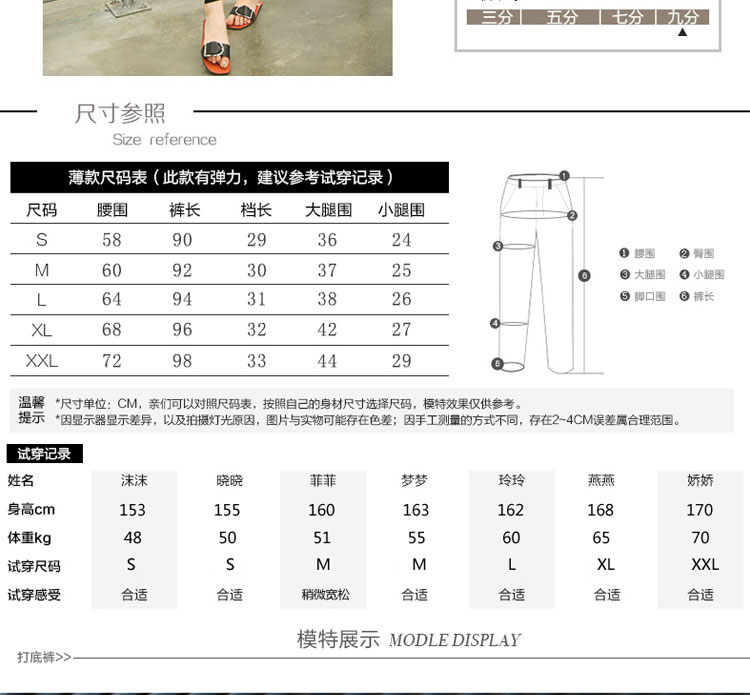 三分 五分 七分 九分
尺寸参照
Size reference
薄款尺码表（此款有弹力，建议参考试穿记录）
尺码 腰围 裤长 档长 大腿围 小腿围
S 58 90 29 36 24
M 60 92 30 37 25
L 64 94 31 38 26
XL 68 96 32 42 27
XXL 72 98 33 44 29
1 2 3 4 5 6
1 腰围 2 臀围
3 大腿围 4 小腿围
5 脚口围 6 裤长
温馨提示
*尺寸单位：CM，亲们可以对照尺码表，按照自己的身材尺寸选择尺码，模特效果仅供参考。
*因显示器显示差异，以及拍摄灯光原因，图片与实物可能存在色差；因手工测量的方式不同，存在2~4CM误差属合理范围。
试穿记录
姓名 沫沫 晓晓 菲菲 梦梦 玲玲 燕燕 娇娇
身高cm 153 155 160 163 162 168 170
体重kg 48 50 51 55 60 65 70
试穿尺码 S S M M L XL XXL
试穿感受 合适 合适 稍微宽松 合适 合适 合适 合适
模特展示 MODLE DISPLAY
打底裤>>